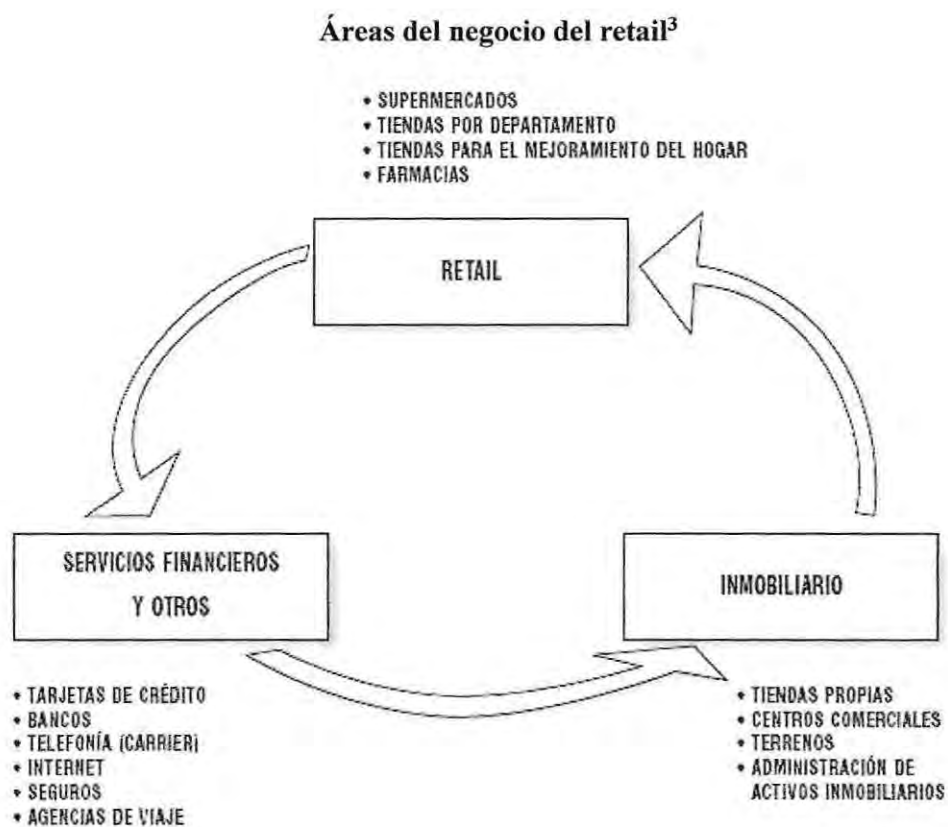 Áreas del negocio del retail³
• SUPERMERCADOS
• TIENDAS POR DEPARTAMENTO
• TIENDAS PARA EL MEJORAMIENTO DEL HOGAR
• FARMACIAS
RETAIL
SERVICIOS FINANCIEROS
Y OTROS
INMOBILIARIO
• TARJETAS DE CRÉDITO
• BANCOS
• TELEFONÍA (CARRIER)
• INTERNET
• SEGUROS
• AGENCIAS DE VIAJE
• TIENDAS PROPIAS
• CENTROS COMERCIALES
• TERRENOS
• ADMINISTRACIÓN DE
ACTIVOS INMOBILIARIOS